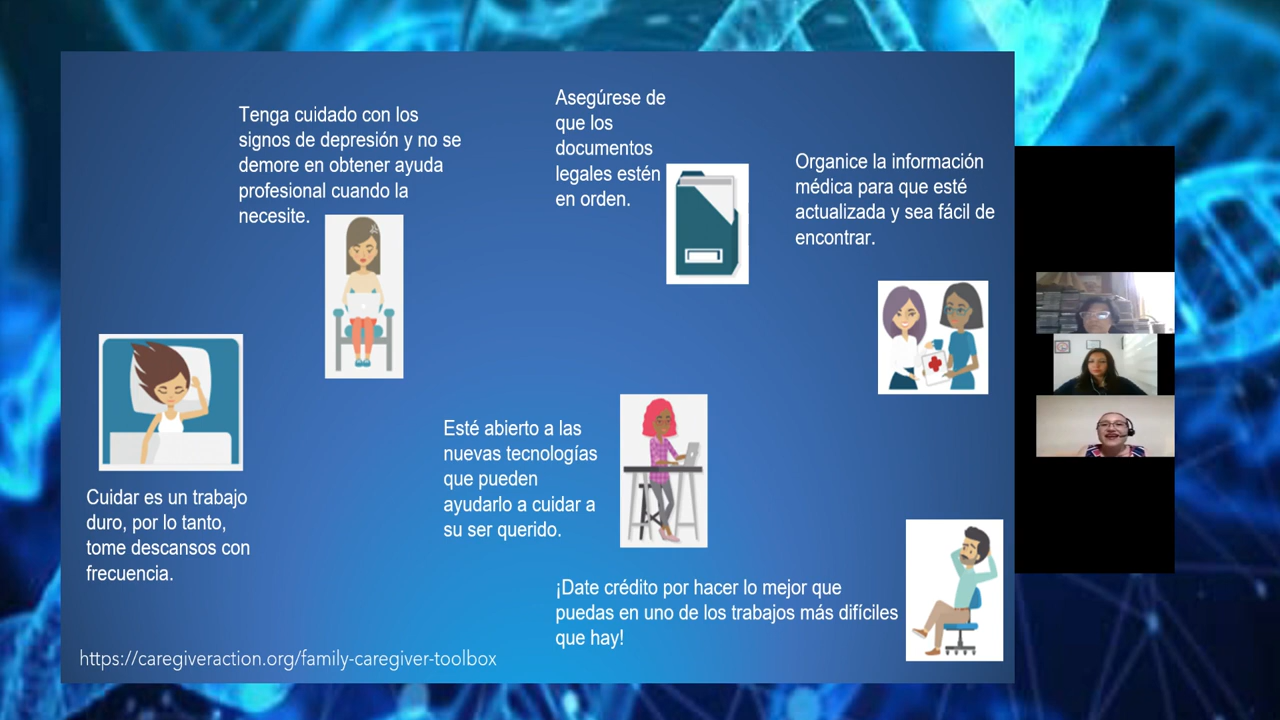 Tenga cuidado con los
signos de depresión y no se
demore en obtener ayuda
profesional cuando la
necesite.
Asegúrese de
que los
documentos
legales estén
en orden.
Organice la información
médica para que esté
actualizada y sea fácil de
encontrar.
Cuidar es un trabajo
duro, por lo tanto,
tome descansos con
frecuencia.
Esté abierto a las
nuevas tecnologías
que pueden
ayudarlo a cuidar a
su ser querido.
¡Date crédito por hacer lo mejor que
puedas en uno de los trabajos más difíciles
que hay!
https://caregiveraction.org/family-caregiver-toolbox